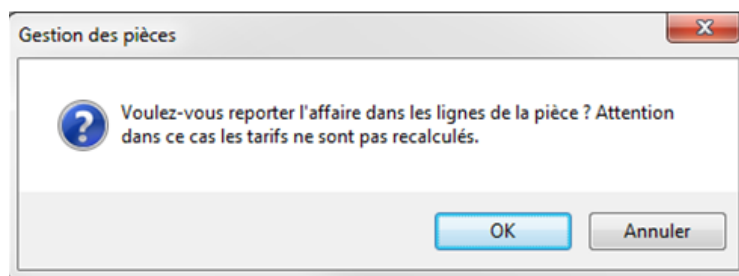 Gestion des pièces
Voulez-vous reporter l'affaire dans les lignes de la pièce ? Attention
dans ce cas les tarifs ne sont pas recalculés.
OK
Annuler